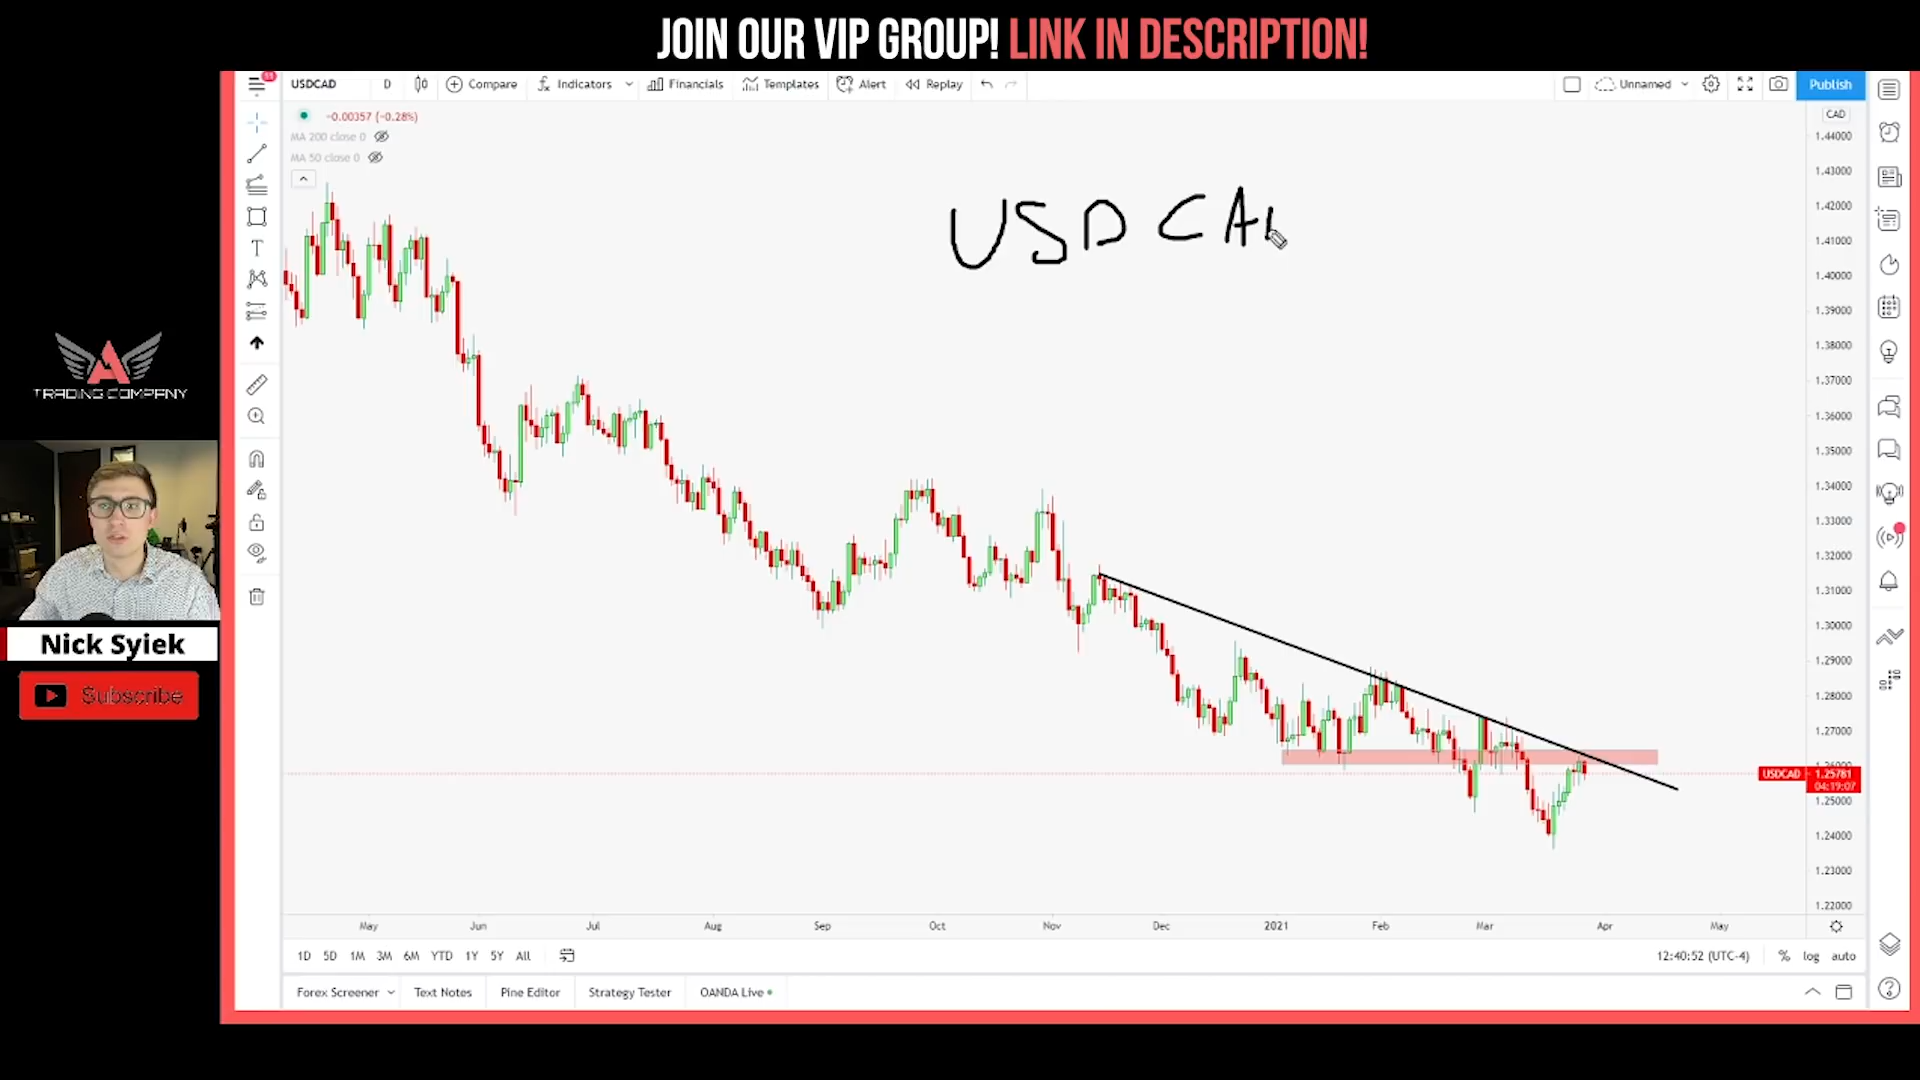 JOIN OUR VIP GROUP! LINK IN DESCRIPTION!
11
USDCAD D Compare Indicators Financials Templates Alert Replay Unnamed Publish
−0.00357 (−0.28%)
MA 200 close 0
MA 50 close 0
USDCA
CAD
1.44000
1.43000
1.42000
1.41000
1.40000
1.39000
1.38000
1.37000
1.36000
1.35000
1.34000
1.33000
1.32000
1.31000
1.30000
1.29000
1.28000
1.27000
1.26000
USDCAD 1.25781
04:19:07
1.25000
1.24000
1.23000
1.22000
A
TRADING COMPANY
Nick Syiek
Subscribe
May Jun Jul Aug Sep Oct Nov Dec 2021 Feb Mar Apr May
1D 5D 1M 3M 6M YTD 1Y 5Y All 12:40:52 (UTC-4) % log auto
Forex Screener Text Notes Pine Editor Strategy Tester OANDA Live